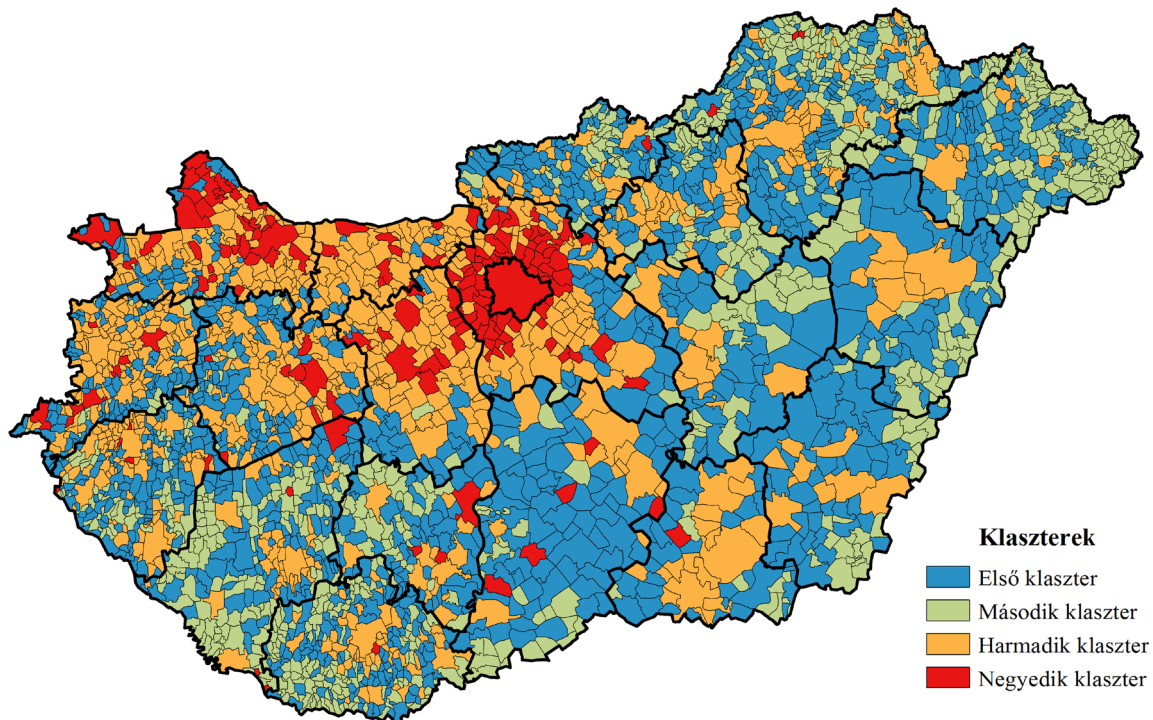 Klaszterek
Első klaszter
Második klaszter
Harmadik klaszter
Negyedik klaszter